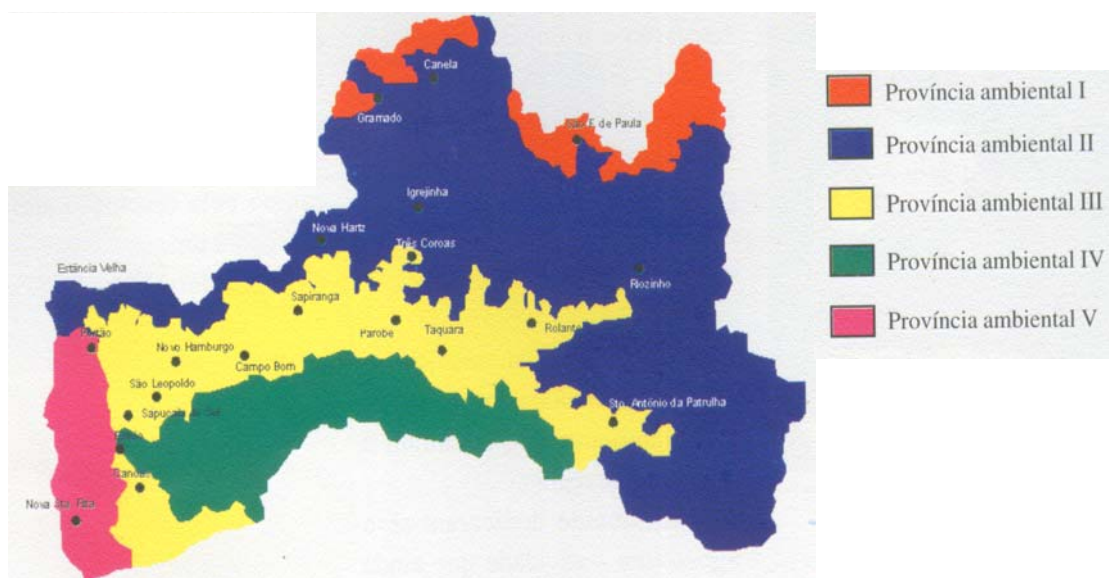 Canela
Gramado
de Paula
Igrejinha
Nova Hartz
Três Coroas
Estância Velha
Riozinho
Sapiranga
Parobé
Taquara
Rolante
Novo Hamburgo
Campo Bom
São Leopoldo
Sto. Antônio da Patrulha
Sapucaia
Nova
Província ambiental I
Província ambiental II
Província ambiental III
Província ambiental IV
Província ambiental V